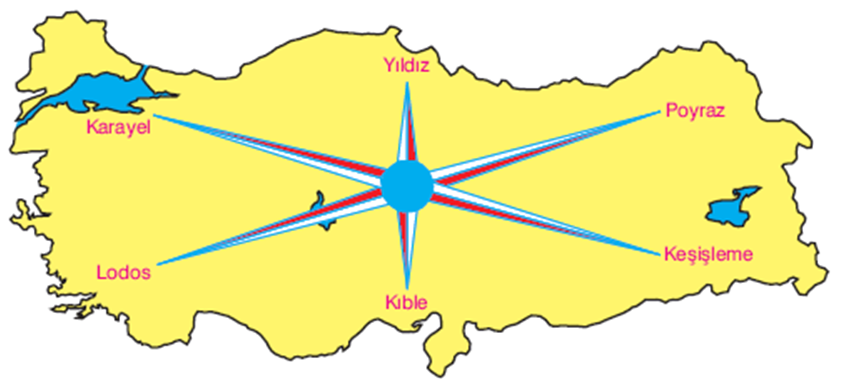 Yıldız
Poyraz
Karayel
Keşişleme
Lodos
Kıble